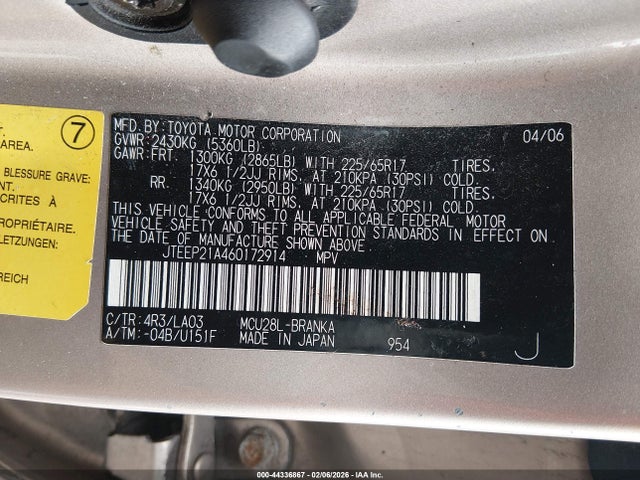 7
T.
AREA.
BLESSURE GRAVE:
NT.
CRITES À
PROPRIÉTAIRE.
LETZUNGEN:
REICH
MFD. BY: TOYOTA MOTOR CORPORATION 04/06
GVWR: 2430KG (5360LB)
GAWR: FRT. 1300KG (2865LB) WITH 225/65R17 TIRES,
17X6 1/2JJ RIMS, AT 210KPA (30PSI) COLD
RR. 1340KG (2950LB) WITH 225/65R17 TIRES,
17X6 1/2JJ RIMS, AT 210KPA (30PSI) COLD
THIS VEHICLE CONFORMS TO ALL APPLICABLE FEDERAL MOTOR
VEHICLE SAFETY AND THEFT PREVENTION STANDARDS IN EFFECT ON
THE DATE OF MANUFACTURE SHOWN ABOVE.
JTEEP21A460172914 MPV
C/TR: 4R3/LA03 MCU28L-BRANKA
A/TM: -04B/U151F MADE IN JAPAN 954 J
000-44336867 - 02/06/2026 - IAA Inc.